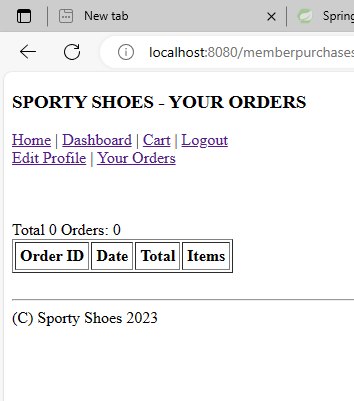 New tab
Spring
localhost:8080/memberpurchases
SPORTY SHOES - YOUR ORDERS
Home | Dashboard | Cart | Logout
Edit Profile | Your Orders
Total 0 Orders: 0
Order ID Date Total Items
(C) Sporty Shoes 2023